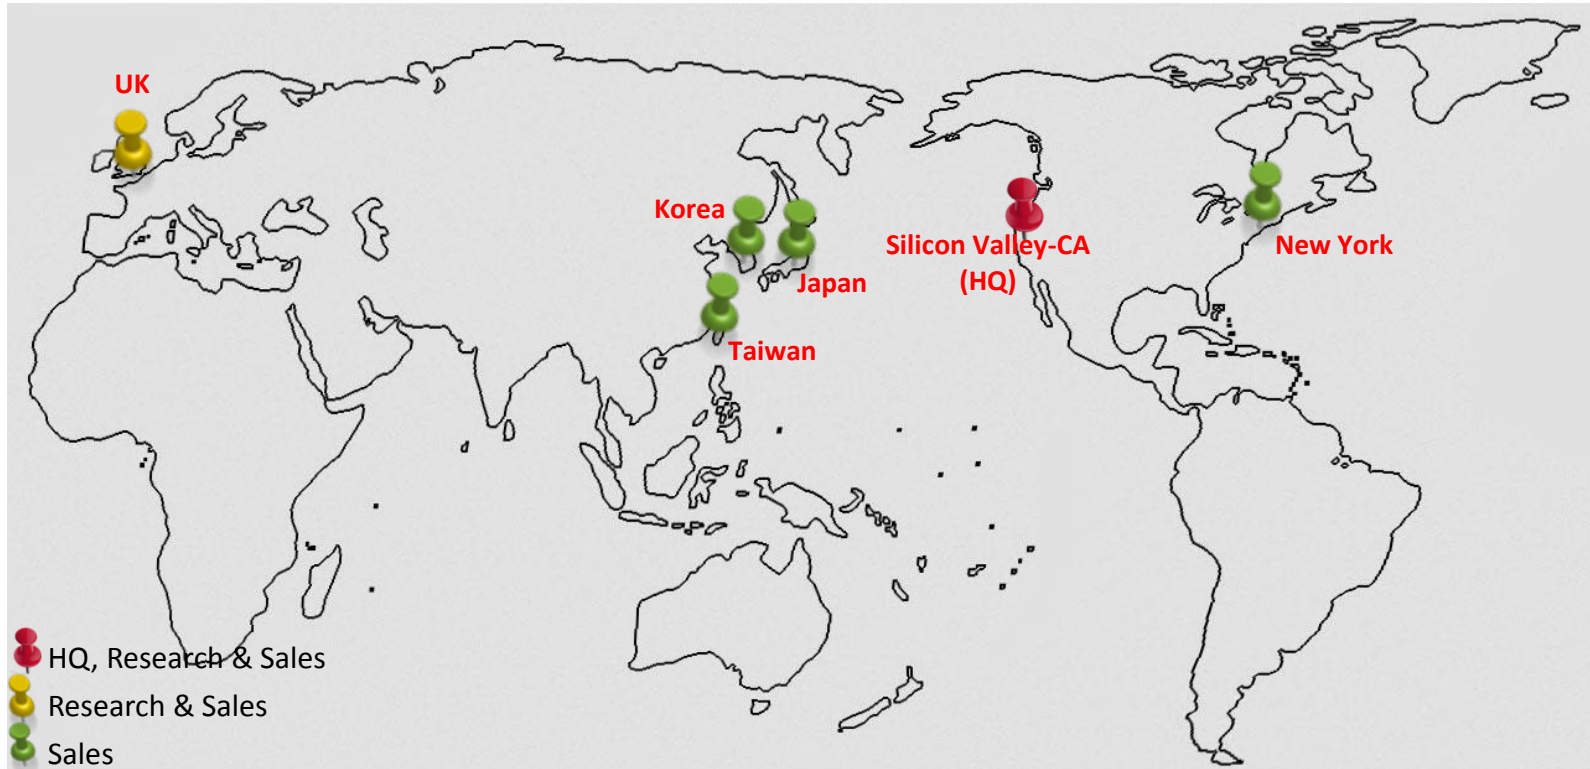 UK
Korea
Japan
Taiwan
Silicon Valley-CA
(HQ)
New York
HQ, Research & Sales
Research & Sales
Sales